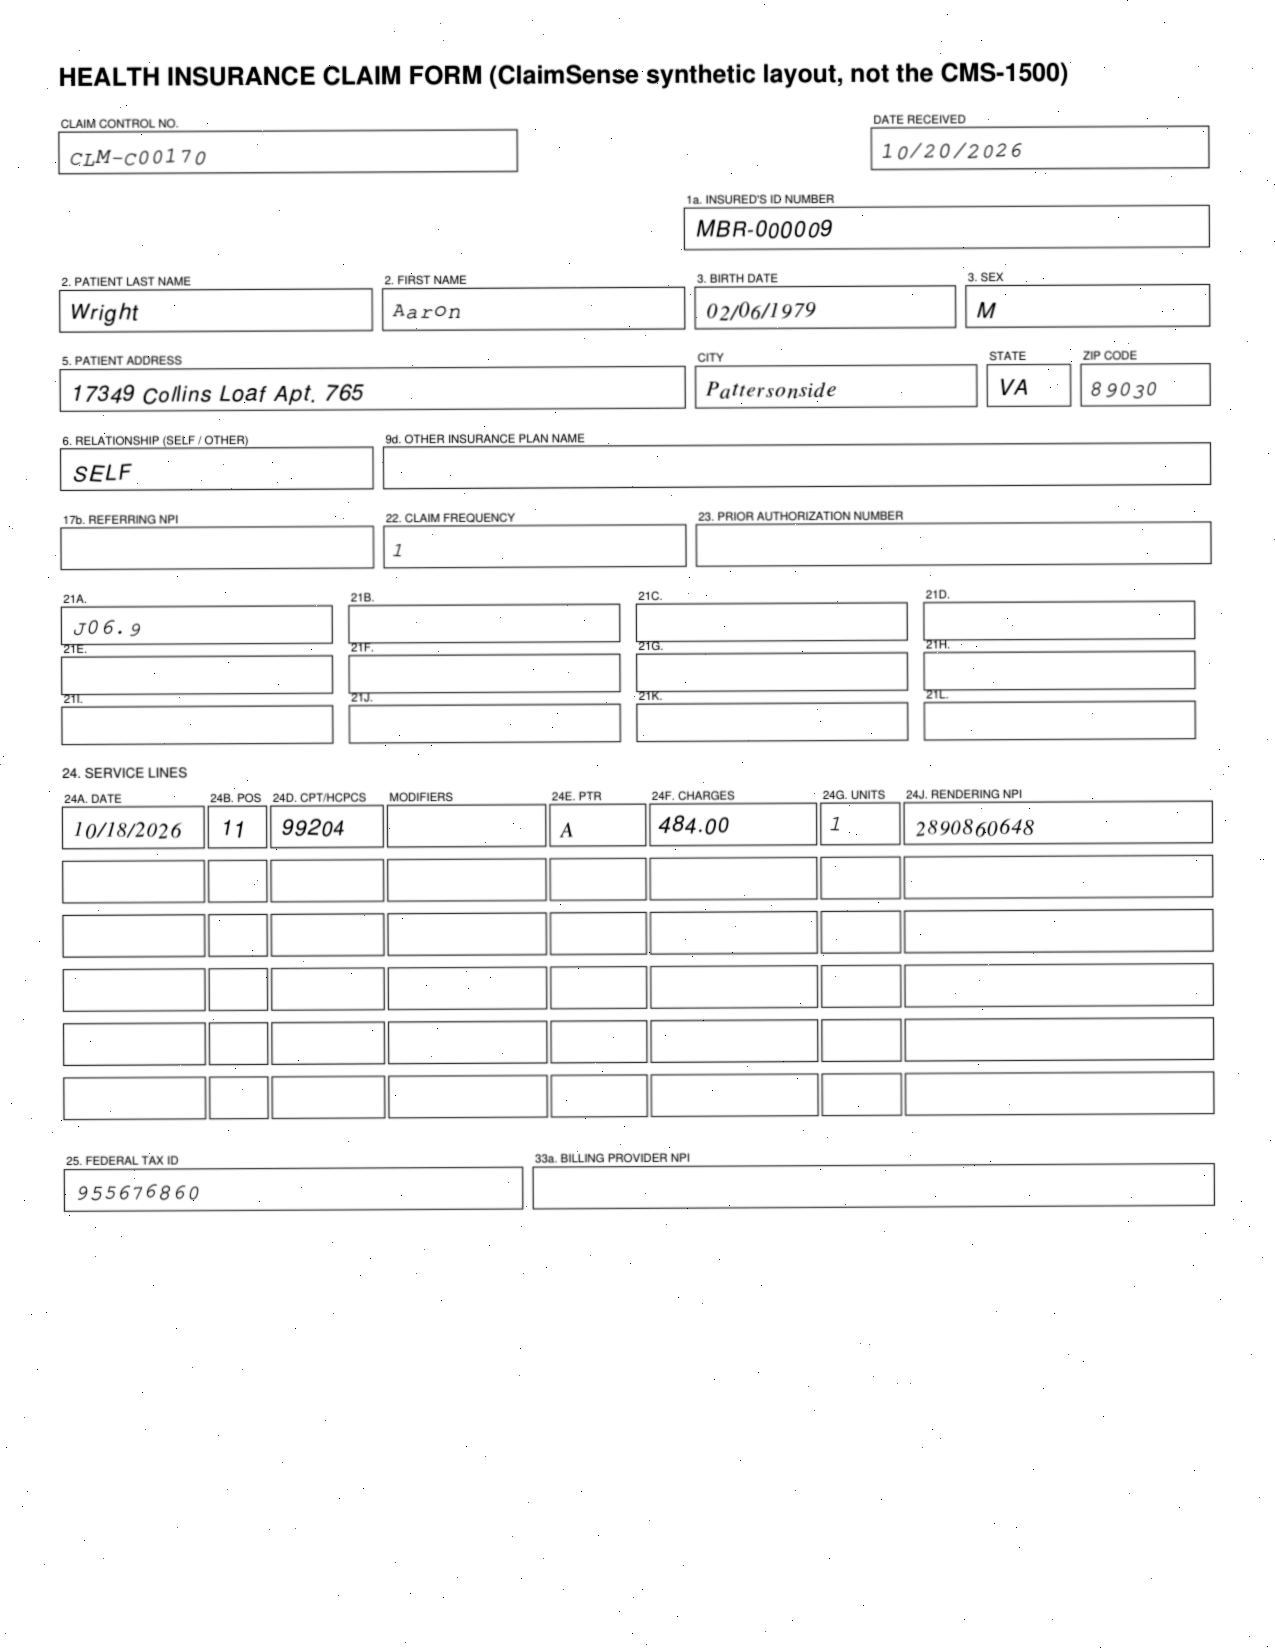 HEALTH INSURANCE CLAIM FORM (ClaimSense synthetic layout, not the CMS-1500)
CLAIM CONTROL NO. DATE RECEIVED
CLM-C00170 10/20/2026
1a. INSURED'S ID NUMBER
MBR-000009
2. PATIENT LAST NAME 2. FIRST NAME 3. BIRTH DATE 3. SEX
Wright Aaron 02/06/1979 M
5. PATIENT ADDRESS CITY STATE ZIP CODE
17349 Collins Loaf Apt. 765 Pattersonside VA 89030
6. RELATIONSHIP (SELF / OTHER) 9d. OTHER INSURANCE PLAN NAME
SELF
17b. REFERRING NPI 22. CLAIM FREQUENCY 23. PRIOR AUTHORIZATION NUMBER
1
21A. 21B. 21C. 21D.
J06.9
21E. 21F. 21G. 21H.
21I. 21J. 21K. 21L.
24. SERVICE LINES
24A. DATE 24B. POS 24D. CPT/HCPCS MODIFIERS 24E. PTR 24F. CHARGES 24G. UNITS 24J. RENDERING NPI
10/18/2026 11 99204 A 484.00 1 2890860648
25. FEDERAL TAX ID 33a. BILLING PROVIDER NPI
955676860